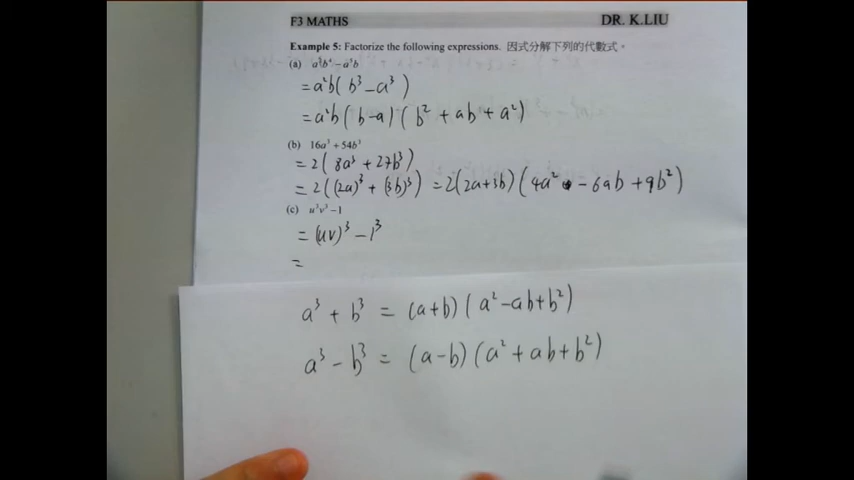 F3 MATHS DR. K.LIU
Example 5: Factorize the following expressions. 因式分解下列的代數式。
(a) a²b⁴ − a⁵b
= a²b( b³ − a³ )
= a²b( b−a )( b² + ab + a² )
(b) 16a³ + 54b³
= 2( 8a³ + 27b³ )
= 2( (2a)³ + (3b)³ ) = 2(2a+3b)( 4a² − 6ab + 9b² )
(c) u³v³ − 1
= (uv)³ − 1³
=
a³ + b³ = (a+b)( a² − ab + b² )
a³ − b³ = (a−b)( a² + ab + b² )